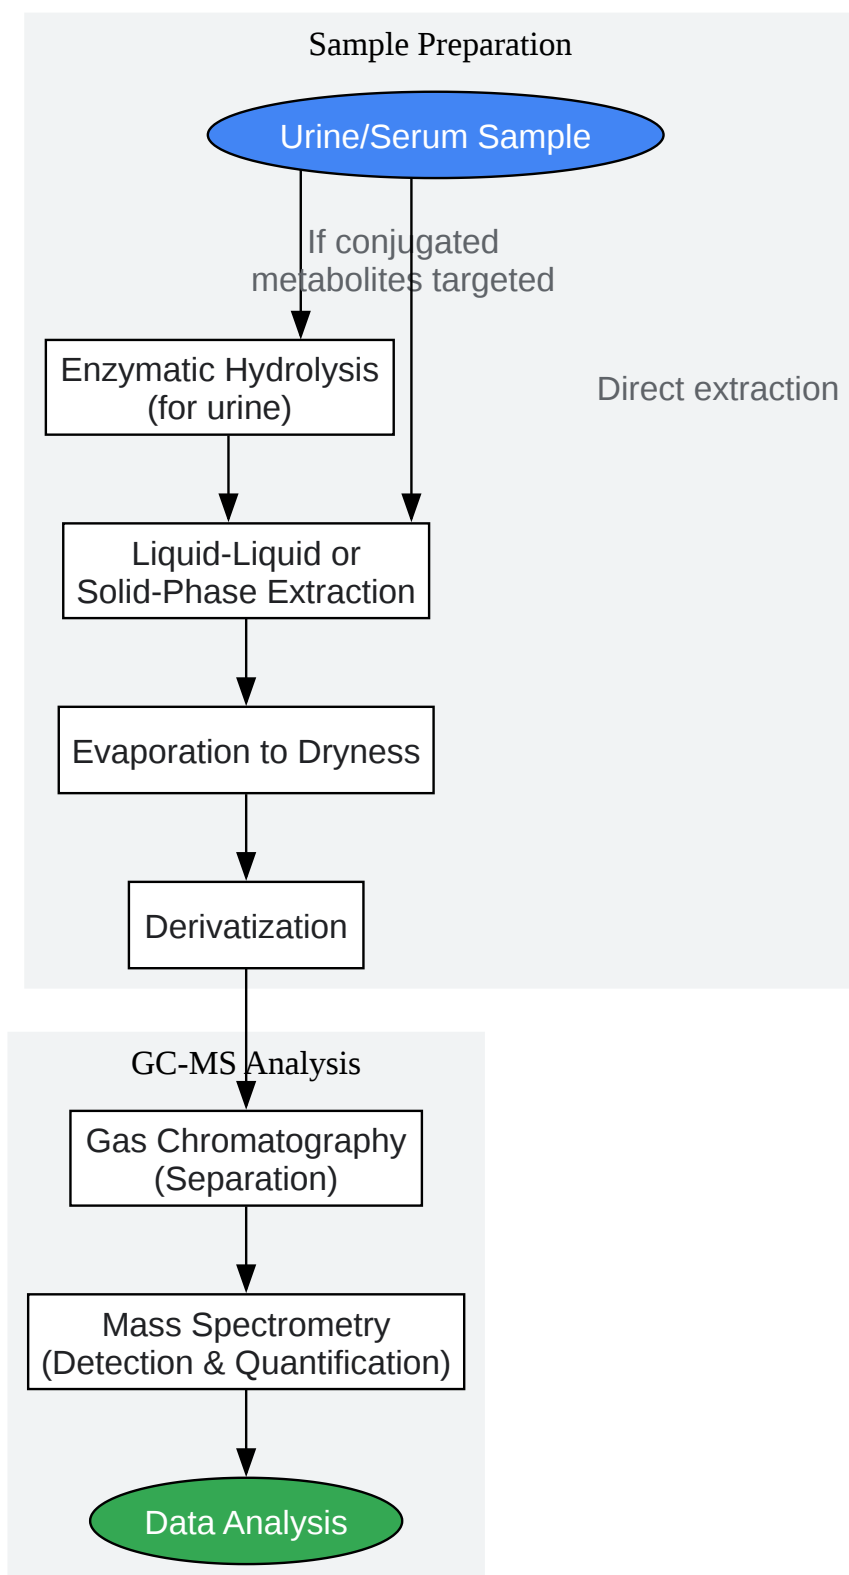 Sample Preparation
Urine/Serum Sample
If conjugated
metabolites targeted
Enzymatic Hydrolysis
(for urine)
Direct extraction
Liquid-Liquid or
Solid-Phase Extraction
Evaporation to Dryness
Derivatization
GC-MS Analysis
Gas Chromatography
(Separation)
Mass Spectrometry
(Detection & Quantification)
Data Analysis